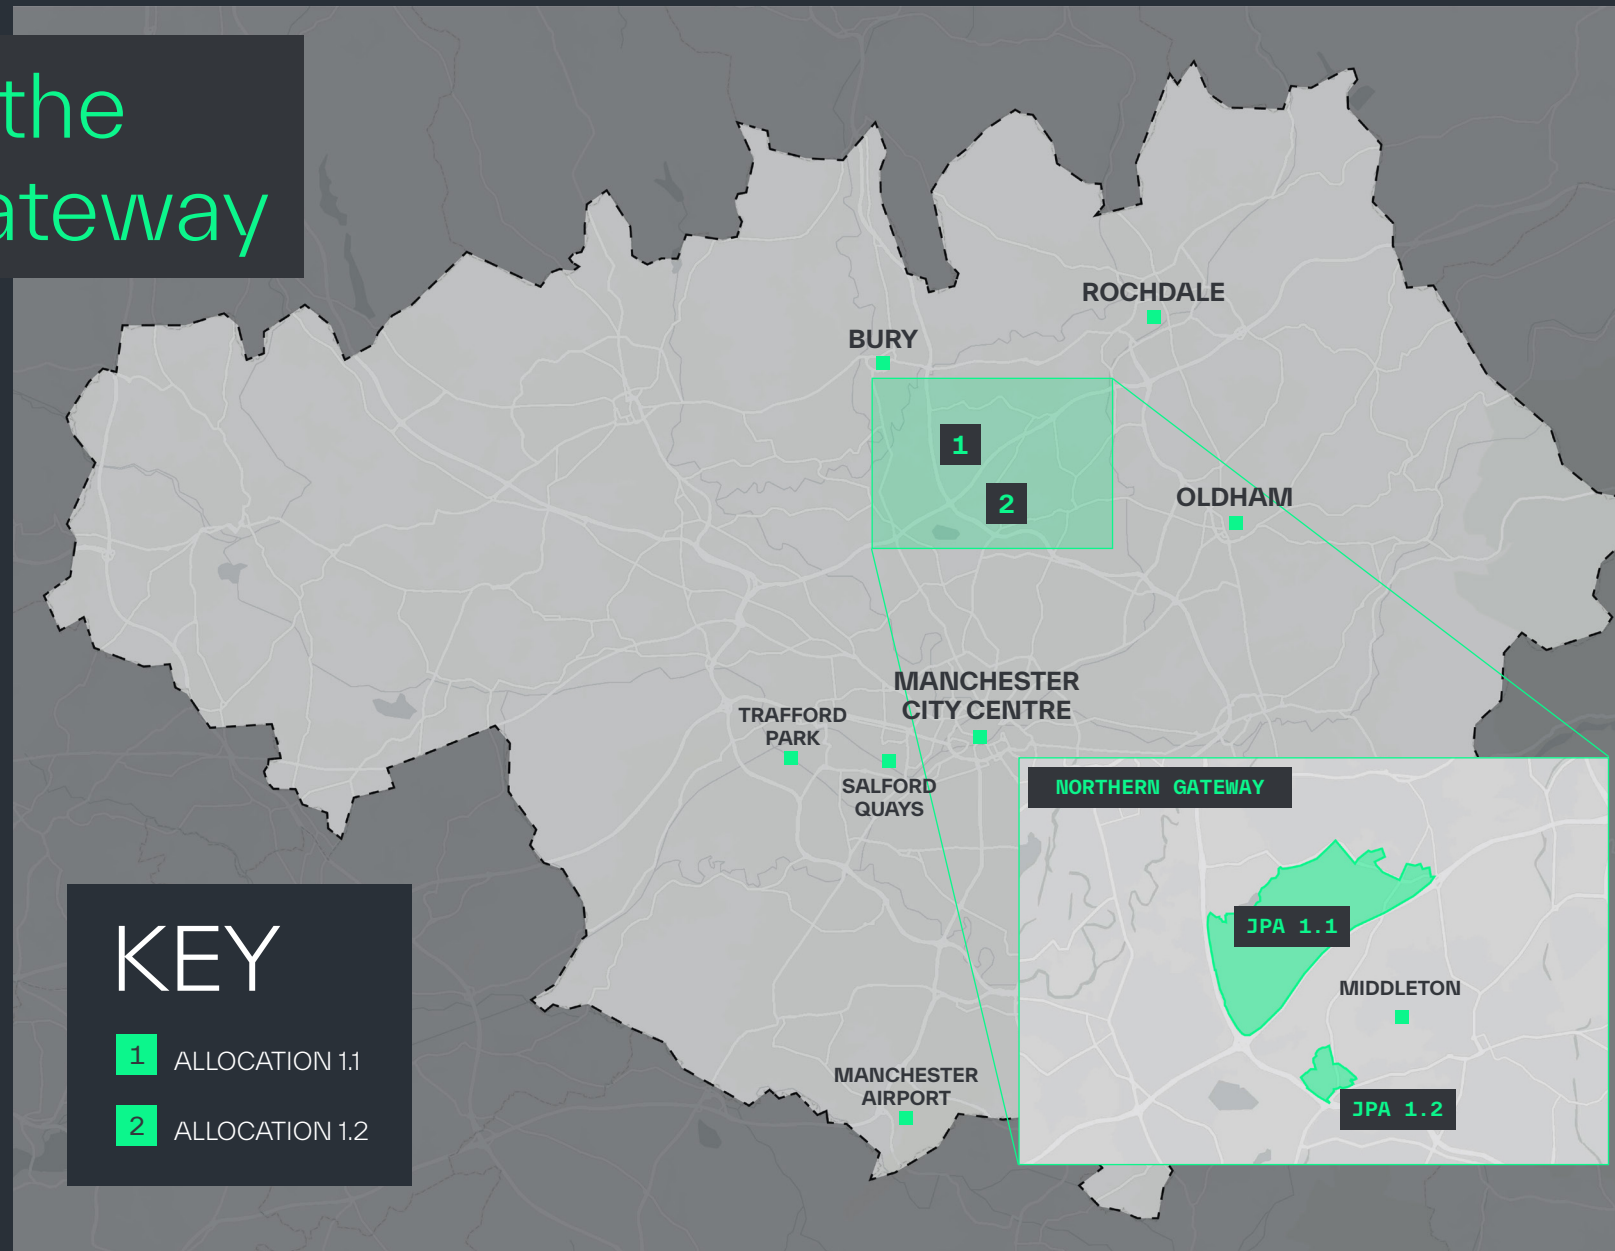 the
ateway
ROCHDALE
BURY
1
2
OLDHAM
MANCHESTER
CITY CENTRE
TRAFFORD
PARK
SALFORD
QUAYS
NORTHERN GATEWAY
JPA 1.1
MIDDLETON
JPA 1.2
MANCHESTER
AIRPORT
KEY
1 ALLOCATION 1.1
2 ALLOCATION 1.2